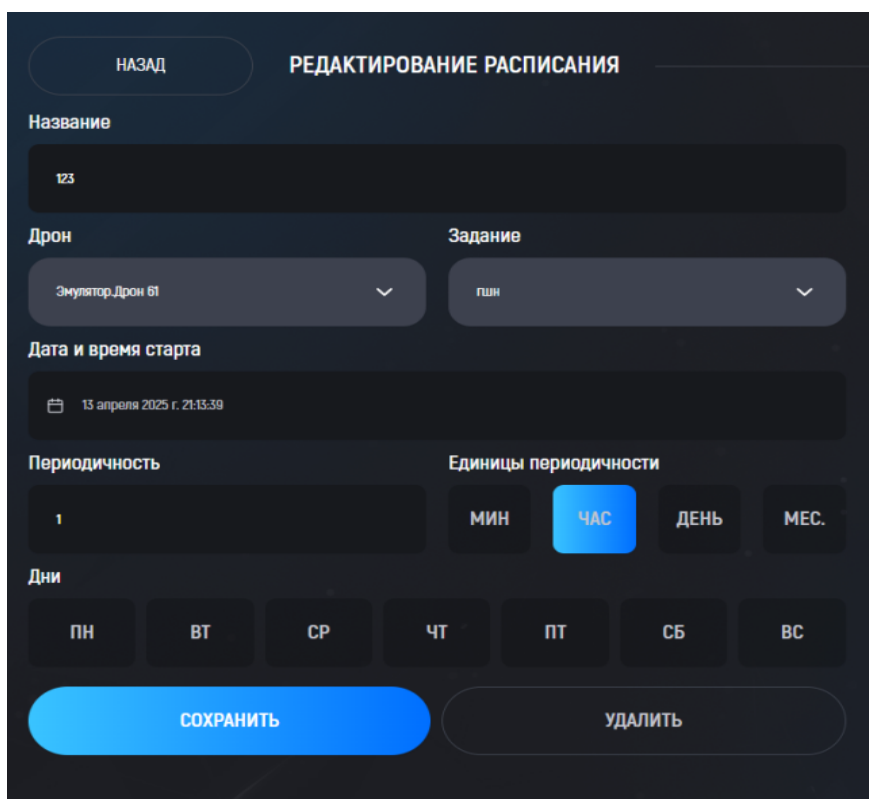 НАЗАД
РЕДАКТИРОВАНИЕ РАСПИСАНИЯ
Название
123
Дрон Задание
Эмулятор.Дрон 61 гшн
Дата и время старта
13 апреля 2025 г. 21:13:39
Периодичность Единицы периодичности
1 МИН ЧАС ДЕНЬ МЕС.
Дни
ПН ВТ СР ЧТ ПТ СБ ВС
СОХРАНИТЬ УДАЛИТЬ